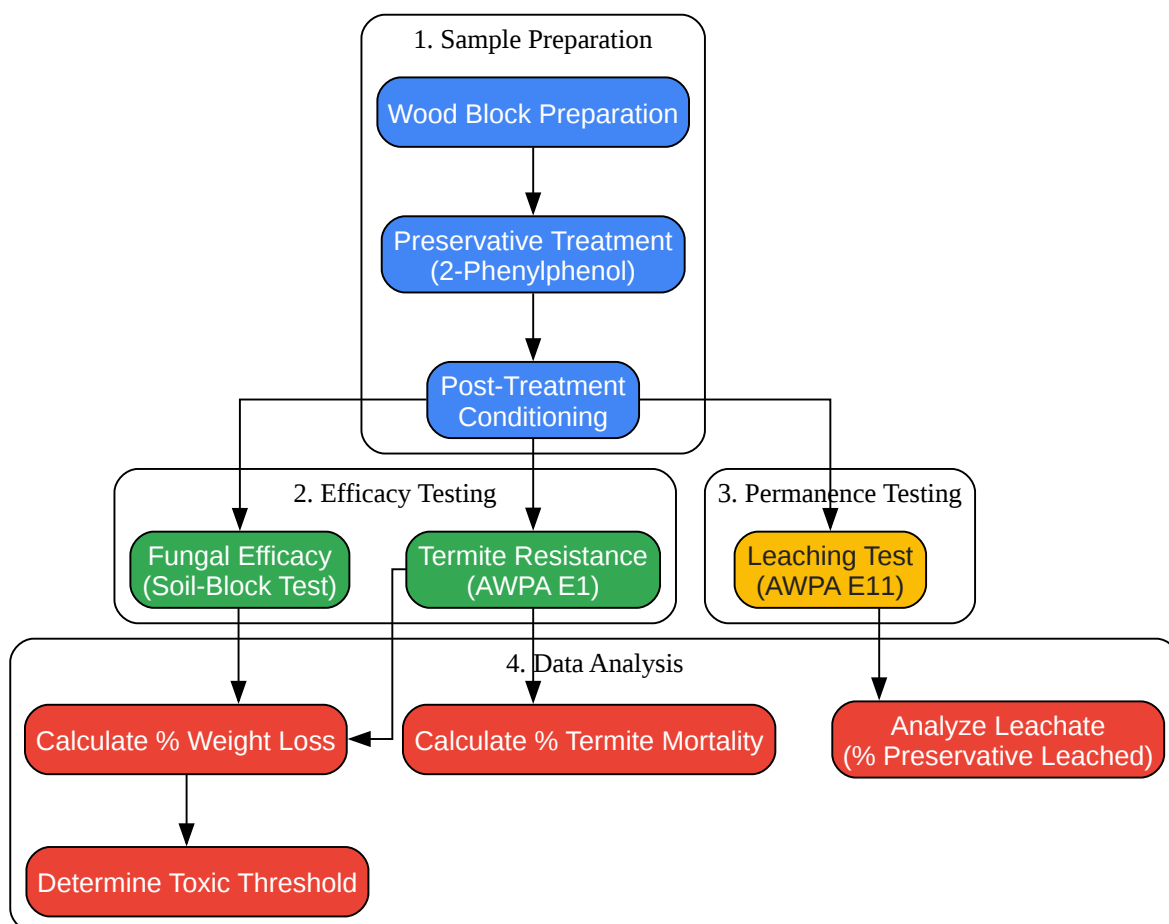 1. Sample Preparation
Wood Block Preparation
Preservative Treatment
(2-Phenylphenol)
Post-Treatment
Conditioning
2. Efficacy Testing
Fungal Efficacy
(Soil-Block Test)
Termite Resistance
(AWPA E1)
3. Permanence Testing
Leaching Test
(AWPA E11)
4. Data Analysis
Calculate % Weight Loss
Calculate % Termite Mortality
Analyze Leachate
(% Preservative Leached)
Determine Toxic Threshold